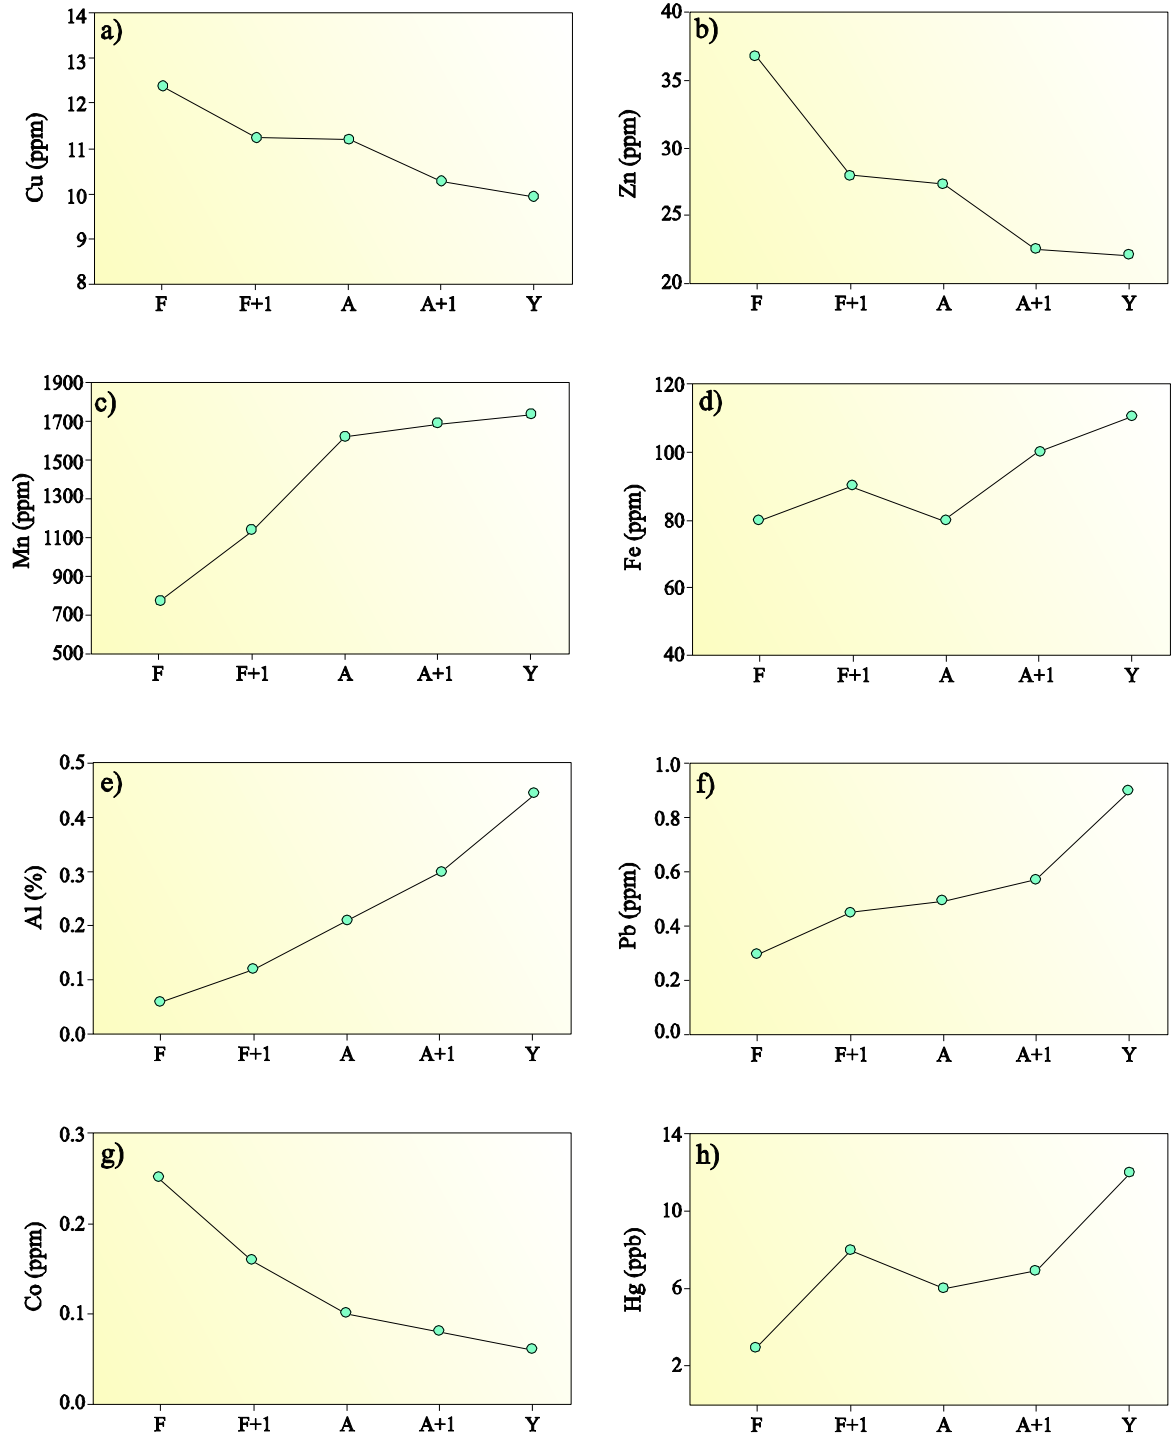 a)
Cu (ppm)
14
13
12
11
10
9
8
F F+1 A A+1 Y
b)
Zn (ppm)
40
35
30
25
20
F F+1 A A+1 Y
c)
Mn (ppm)
1900
1700
1500
1300
1100
900
700
500
F F+1 A A+1 Y
d)
Fe (ppm)
120
100
80
60
40
F F+1 A A+1 Y
e)
Al (%)
0.5
0.4
0.3
0.2
0.1
0.0
F F+1 A A+1 Y
f)
Pb (ppm)
1.0
0.8
0.6
0.4
0.2
0.0
F F+1 A A+1 Y
g)
Co (ppm)
0.3
0.2
0.1
0.0
F F+1 A A+1 Y
h)
Hg (ppb)
14
10
6
2
F F+1 A A+1 Y